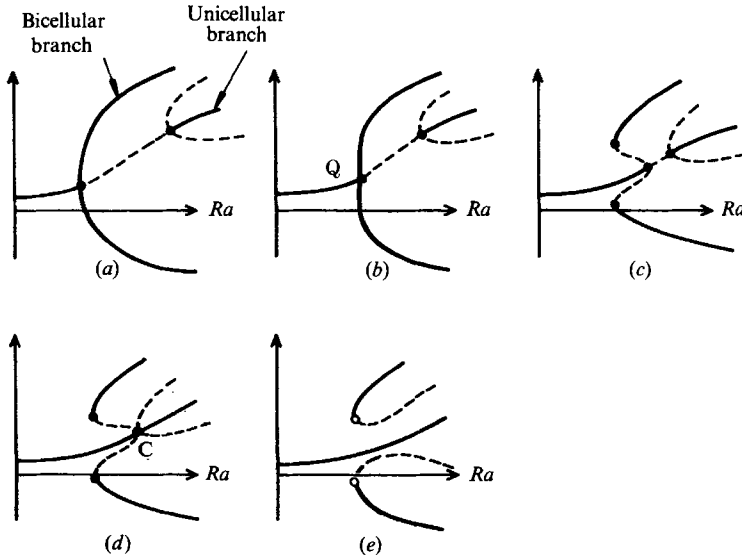 Bicellular
branch
Unicellular
branch
Ra
(a)
Q
Ra
(b)
Ra
(c)
C
Ra
(d)
Ra
(e)